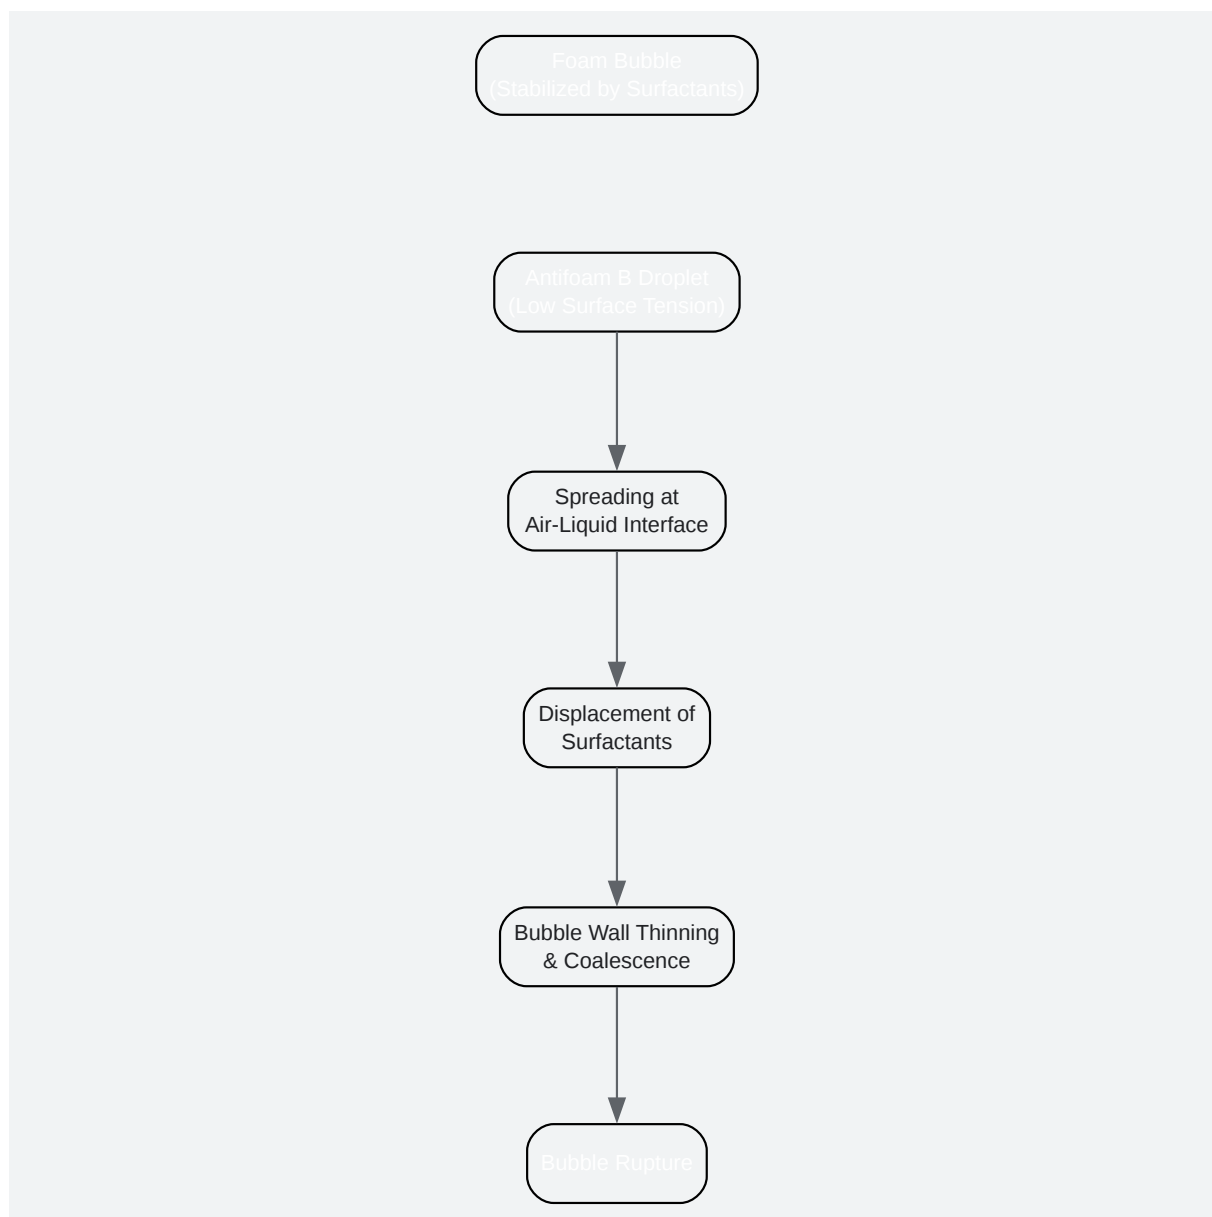 Foam Bubble
(Stabilized by Surfactants)
Antifoam B Droplet
(Low Surface Tension)
Spreading at
Air-Liquid Interface
Displacement of
Surfactants
Bubble Wall Thinning
& Coalescence
Bubble Rupture